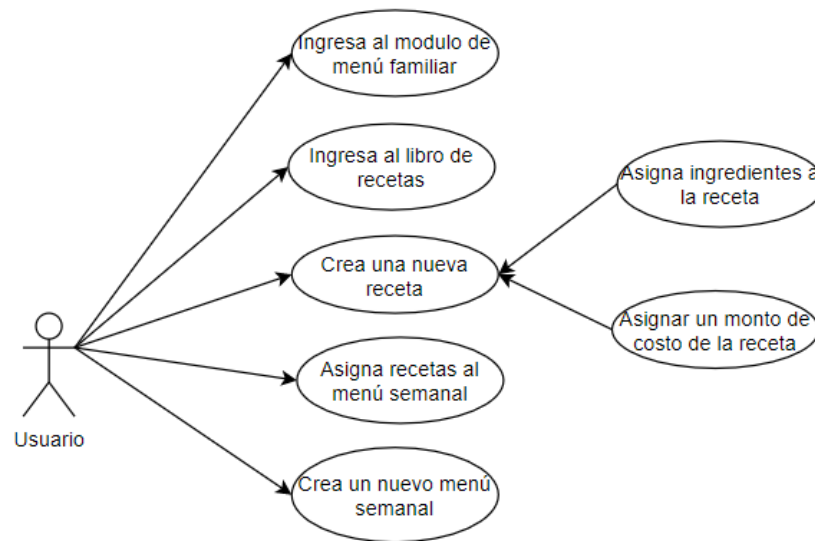 Ingresa al modulo de
menú familiar
Ingresa al libro de
recetas
Asigna ingredientes a
la receta
Crea una nueva
receta
Asignar un monto de
costo de la receta
Asigna recetas al
menú semanal
Usuario
Crea un nuevo menú
semanal